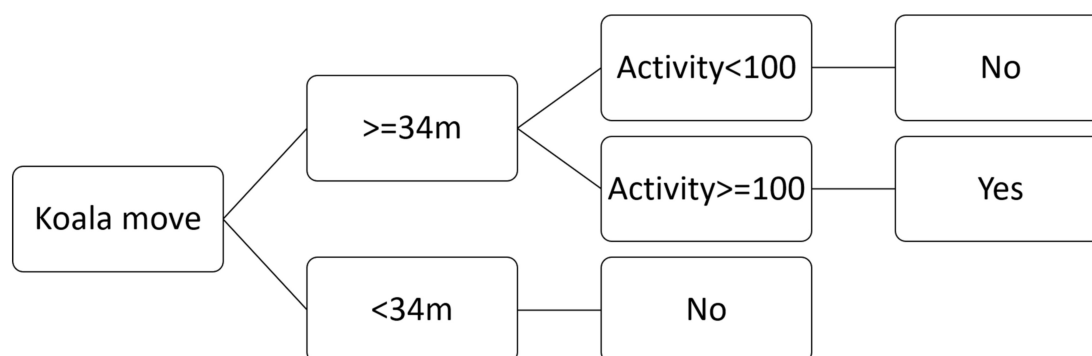 Koala move
>=34m
Activity<100
No
Activity>=100
Yes
<34m
No